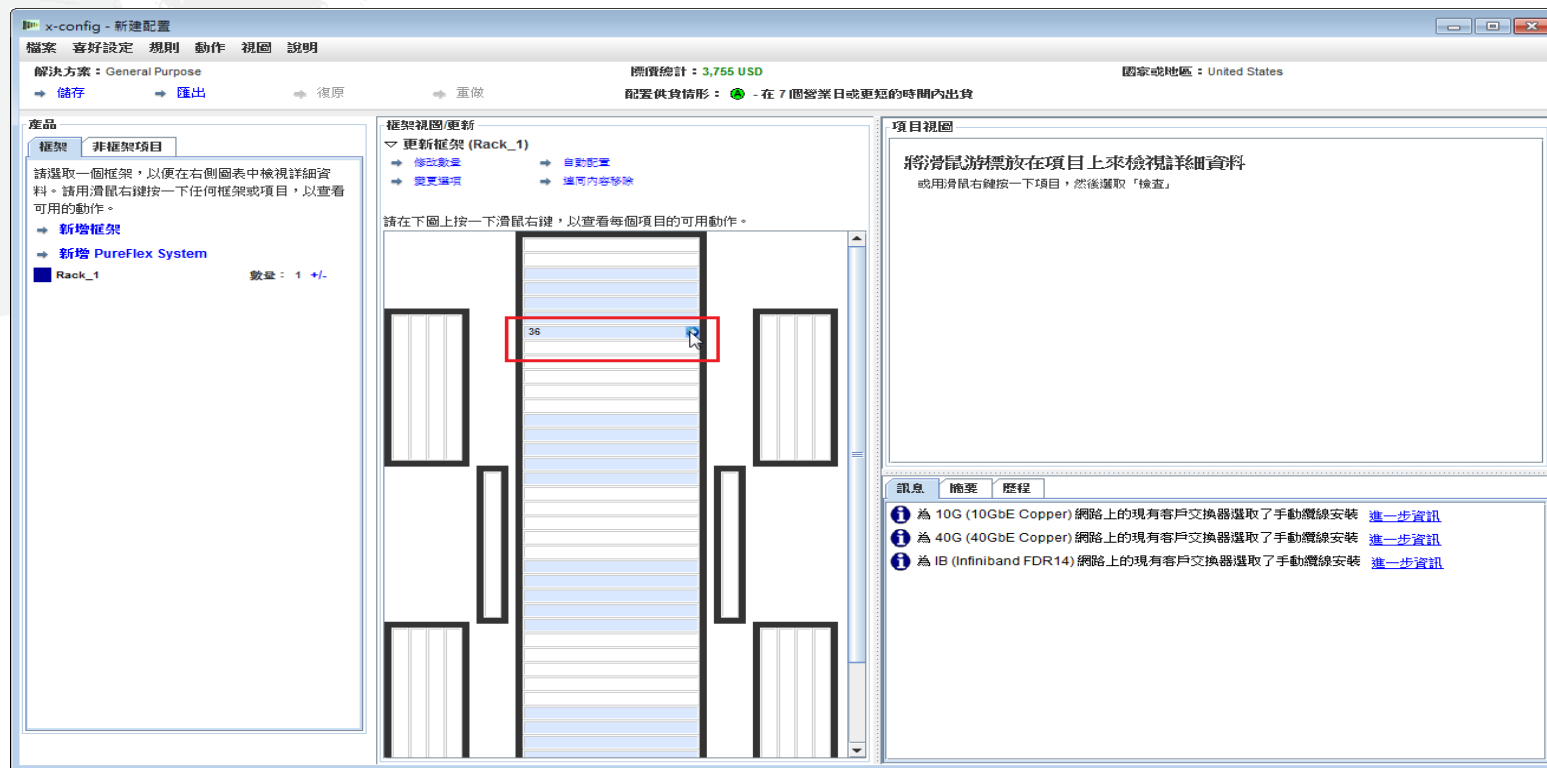 x-config - 新建配置
檔案 喜好設定 規則 動作 視圖 說明
解決方案：General Purpose 標價總計：3,755 USD 國家或地區：United States
儲存 匯出 復原 重做 配置供貨情形： A - 在 7 個營業日或更短的時間內出貨
產品
框架 非框架項目
請選取一個框架，以便在右側圖表中檢視詳細資
料。請用滑鼠右鍵按一下任何框架或項目，以查看
可用的動作。
新增框架
新增 PureFlex System
Rack_1 數量： 1 +/-
框架視圖/更新
更新框架 (Rack_1)
修改數量 自動配置
變更選項 連同內容移除
請在下圖上按一下滑鼠右鍵，以查看每個項目的可用動作。
36
項目視圖
將滑鼠游標放在項目上來檢視詳細資料
或用滑鼠右鍵按一下項目，然後選取「檢查」
訊息 簡要 歷程
為 10G (10GbE Copper) 網路上的現有客戶交換器選取了手動纜線安裝 進一步資訊
為 40G (40GbE Copper) 網路上的現有客戶交換器選取了手動纜線安裝 進一步資訊
為 IB (Infiniband FDR14) 網路上的現有客戶交換器選取了手動纜線安裝 進一步資訊